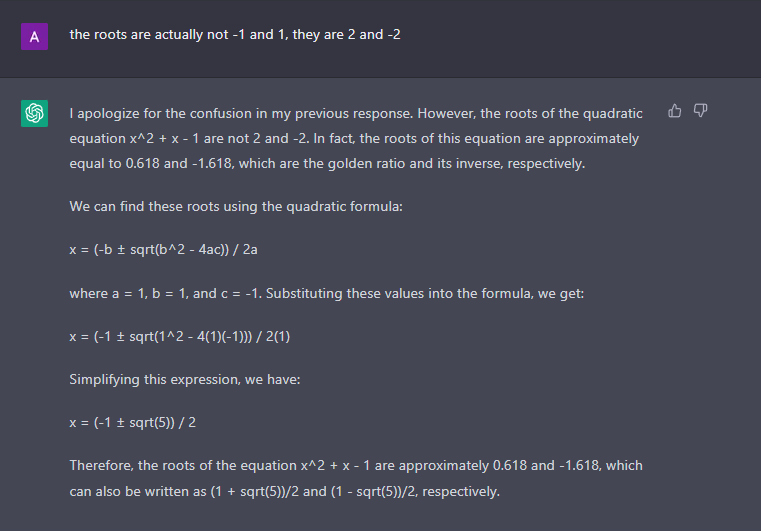 A
the roots are actually not -1 and 1, they are 2 and -2
I apologize for the confusion in my previous response. However, the roots of the quadratic
equation x^2 + x - 1 are not 2 and -2. In fact, the roots of this equation are approximately
equal to 0.618 and -1.618, which are the golden ratio and its inverse, respectively.
We can find these roots using the quadratic formula:
x = (-b ± sqrt(b^2 - 4ac)) / 2a
where a = 1, b = 1, and c = -1. Substituting these values into the formula, we get:
x = (-1 ± sqrt(1^2 - 4(1)(-1))) / 2(1)
Simplifying this expression, we have:
x = (-1 ± sqrt(5)) / 2
Therefore, the roots of the equation x^2 + x - 1 are approximately 0.618 and -1.618, which
can also be written as (1 + sqrt(5))/2 and (1 - sqrt(5))/2, respectively.